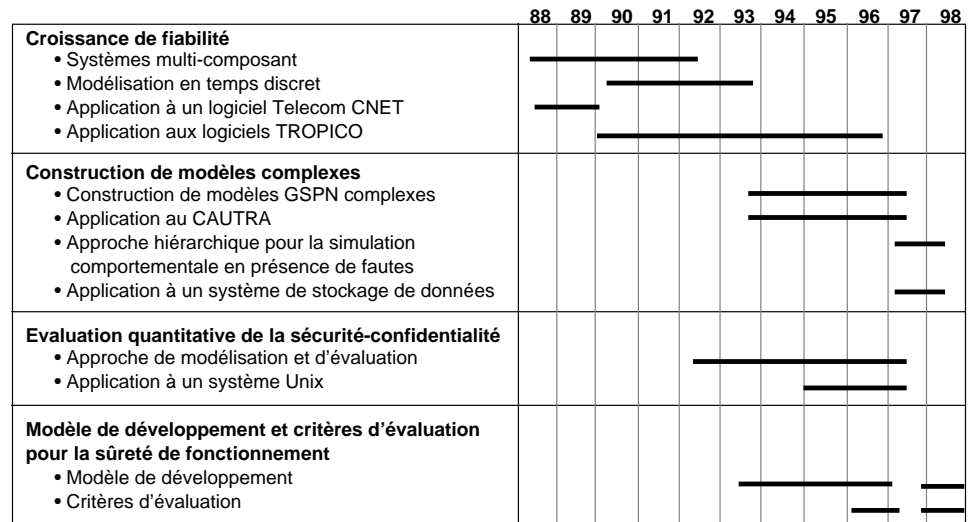 88 89 90 91 92 93 94 95 96 97 98
Croissance de fiabilité
• Systèmes multi-composant
• Modélisation en temps discret
• Application à un logiciel Telecom CNET
• Application aux logiciels TROPICO
Construction de modèles complexes
• Construction de modèles GSPN complexes
• Application au CAUTRA
• Approche hiérarchique pour la simulation
comportementale en présence de fautes
• Application à un système de stockage de données
Evaluation quantitative de la sécurité-confidentialité
• Approche de modélisation et d’évaluation
• Application à un système Unix
Modèle de développement et critères d’évaluation
pour la sûreté de fonctionnement
• Modèle de développement
• Critères d’évaluation